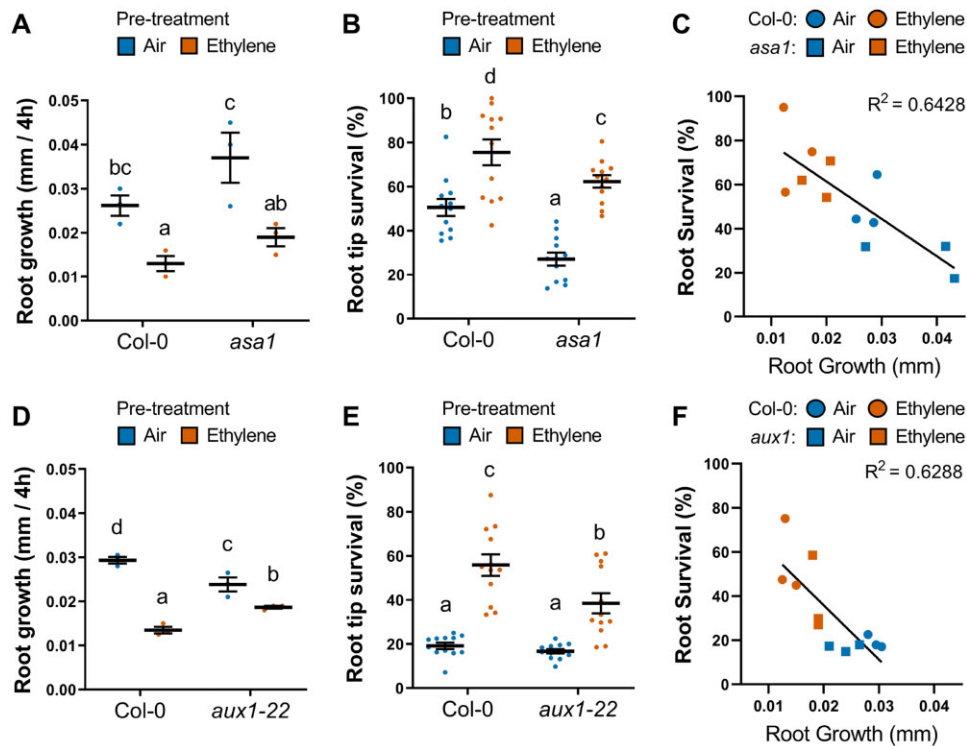 A
Pre-treatment
Air Ethylene
Root growth (mm / 4h)
0.05
0.04
0.03
0.02
0.01
0.00
bc
a
c
ab
Col-0 asa1
B
Pre-treatment
Air Ethylene
Root tip survival (%)
100
80
60
40
20
0
b
d
a
c
Col-0 asa1
C
Col-0: Air Ethylene
asa1: Air Ethylene
R² = 0.6428
Root Survival (%)
100
80
60
40
20
0
0.01 0.02 0.03 0.04
Root Growth (mm)
D
Pre-treatment
Air Ethylene
Root growth (mm / 4h)
0.05
0.04
0.03
0.02
0.01
0.00
d
a
c
b
Col-0 aux1-22
E
Pre-treatment
Air Ethylene
Root tip survival (%)
100
80
60
40
20
0
a
c
a
b
Col-0 aux1-22
F
Col-0: Air Ethylene
aux1: Air Ethylene
R² = 0.6288
Root Survival (%)
100
80
60
40
20
0
0.01 0.02 0.03 0.04
Root Growth (mm)